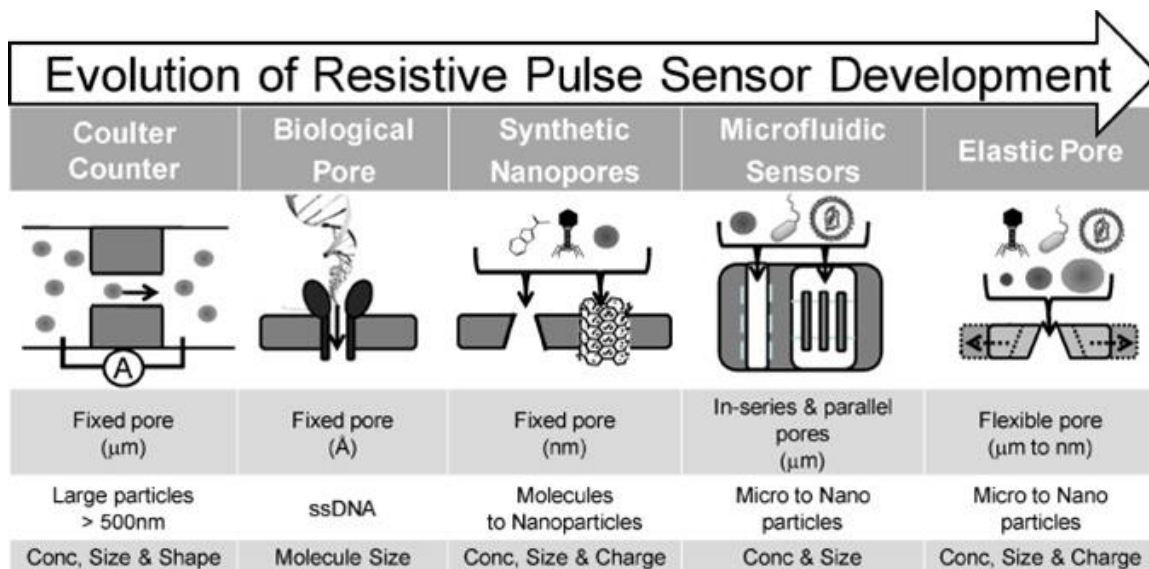 Evolution of Resistive Pulse Sensor Development
Coulter
Counter
Biological
Pore
Synthetic
Nanopores
Microfluidic
Sensors
Elastic Pore
A
Fixed pore
(μm)
Fixed pore
(Å)
Fixed pore
(nm)
In-series & parallel
pores
(μm)
Flexible pore
(μm to nm)
Large particles
> 500nm
ssDNA
Molecules
to Nanoparticles
Micro to Nano
particles
Micro to Nano
particles
Conc, Size & Shape
Molecule Size
Conc, Size & Charge
Conc & Size
Conc, Size & Charge